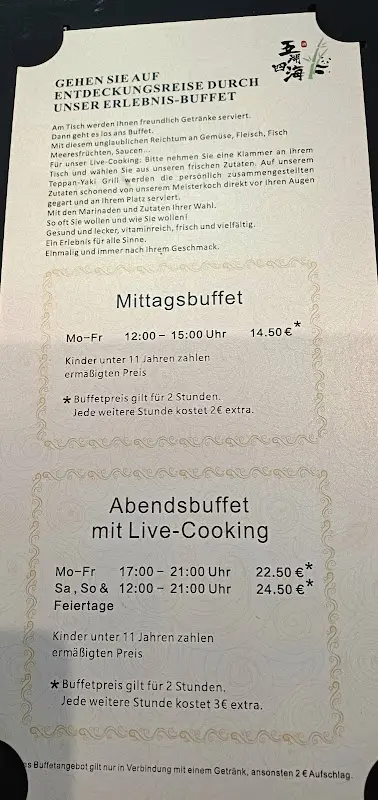 五湖四海
GEHEN SIE AUF
ENTDECKUNGSREISE DURCH
UNSER ERLEBNIS-BUFFET
Am Tisch werden Ihnen freundlich Getränke serviert.
Dann geht es los ans Buffet.
Mit diesem unglaublichen Reichtum an Gemüse, Fleisch, Fisch
Meeresfrüchten, Saucen...
Für unser Live-Cooking: Bitte nehmen Sie eine Klammer an Ihrem
Tisch und wählen Sie aus unseren frischen Zutaten. Auf unserem
Teppan-Yaki Grill werden die persönlich zusammengestellten
Zutaten schonend von unserem Meisterkoch direkt vor Ihren Augen
gegart und an Ihrem Platz serviert.
Mit den Marinaden und Zutaten Ihrer Wahl.
So oft Sie wollen und wie Sie wollen!
Gesund und lecker, vitaminreich, frisch und vielfältig.
Ein Erlebnis für alle Sinne.
Einmalig und immer nach Ihrem Geschmack.
Mittagsbuffet
Mo-Fr 12:00 - 15:00 Uhr 14.50 €*
Kinder unter 11 Jahren zahlen
ermäßigten Preis
* Buffetpreis gilt für 2 Stunden.
Jede weitere Stunde kostet 2€ extra.
Abendsbuffet
mit Live-Cooking
Mo-Fr 17:00 - 21:00 Uhr 22.50 €*
Sa, So & 12:00 - 21:00 Uhr 24.50 €*
Feiertage
Kinder unter 11 Jahren zahlen
ermäßigten Preis
* Buffetpreis gilt für 2 Stunden.
Jede weitere Stunde kostet 3€ extra.
Buffetangebot gilt nur in Verbindung mit einem Getränk, ansonsten 2 € Aufschlag.